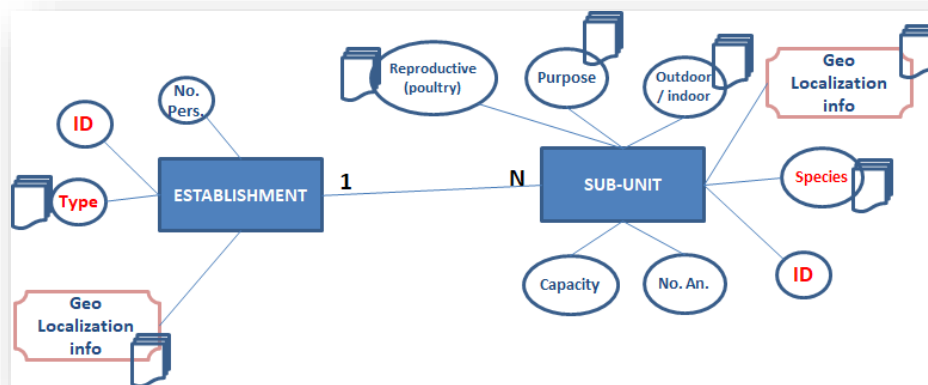 Reproductive
(poultry)
Purpose
Outdoor
/ indoor
Geo
Localization
info
No.
Pers.
ID
Type
ESTABLISHMENT
1
N
SUB-UNIT
Species
Capacity
No. An.
ID
Geo
Localization
info